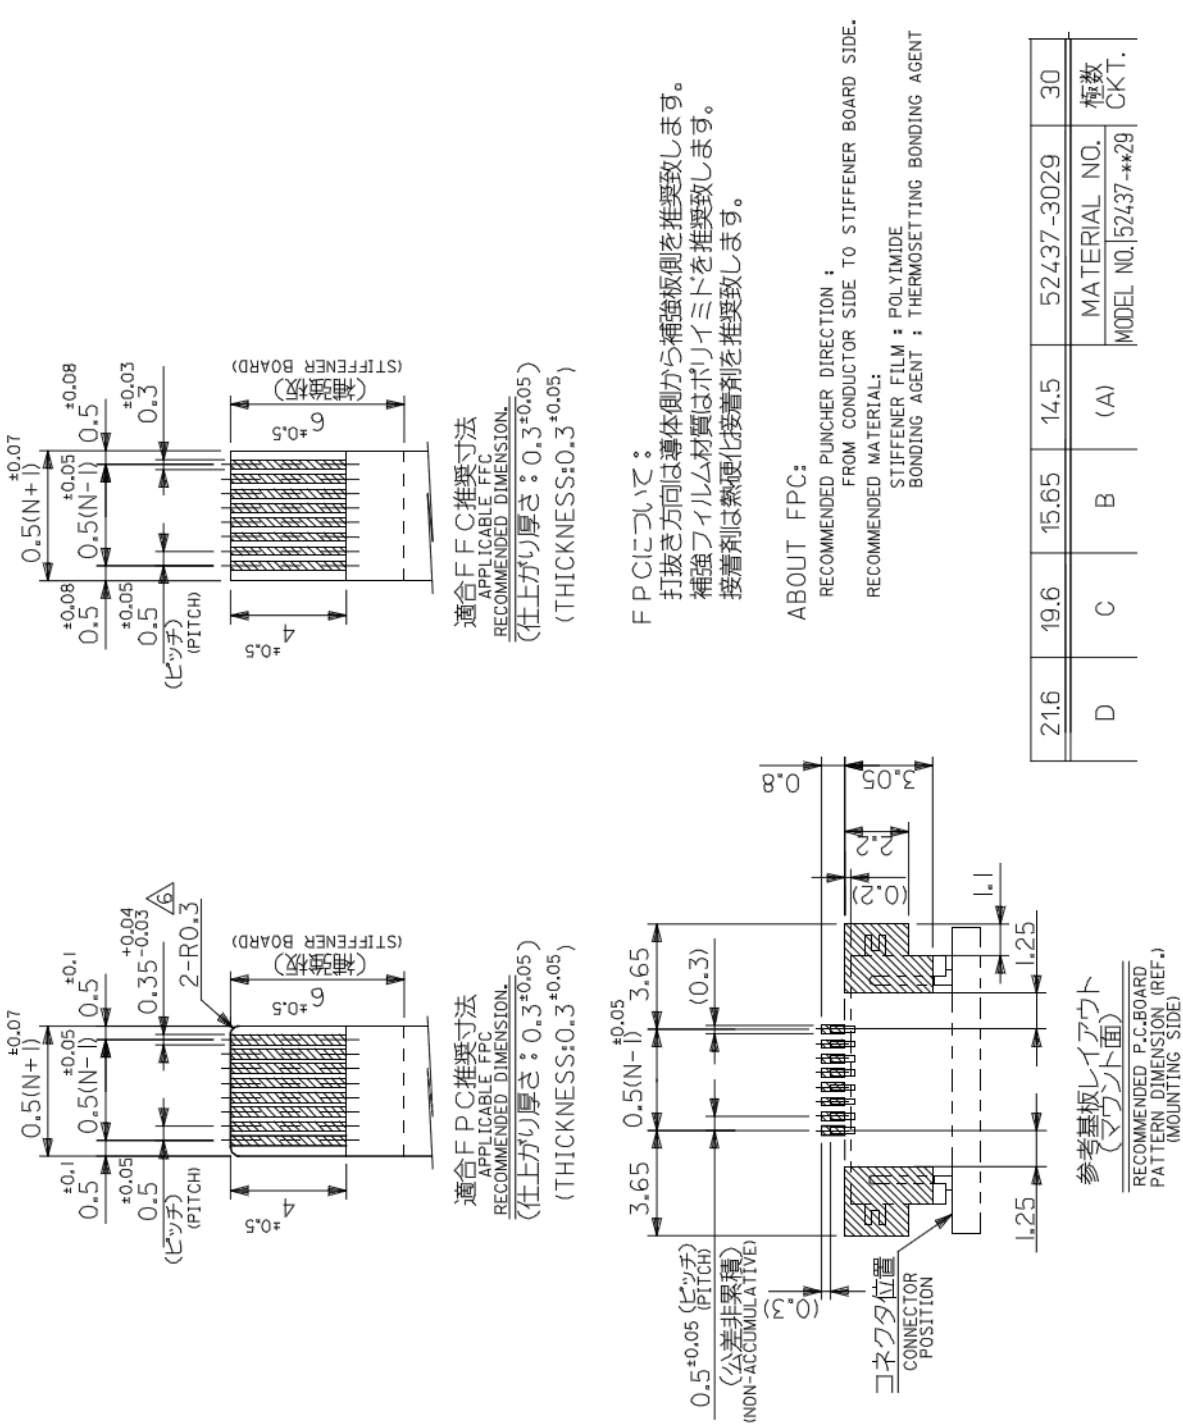 0.5(N+1) ±0.07
0.5 ±0.1
0.5(N-1) ±0.05
0.5 ±0.1
0.5 ±0.05
(ピッチ)
(PITCH)
0.35 +0.04 -0.03
6
2-R0.3
4 ±0.5
6 ±0.5
(補強板)
(STIFFENER BOARD)
適合FPC推奨寸法
APPLICABLE FPC
RECOMMENDED DIMENSION.
(仕上がり厚さ:0.3±0.05)
(THICKNESS:0.3±0.05)
0.5(N+1) ±0.07
0.5 ±0.08
0.5(N-1) ±0.05
0.5 ±0.08
0.5 ±0.05
(ピッチ)
(PITCH)
0.3 ±0.03
4 ±0.5
6 ±0.5
(補強板)
(STIFFENER BOARD)
適合FFC推奨寸法
APPLICABLE FFC
RECOMMENDED DIMENSION.
(仕上がり厚さ:0.3±0.05)
(THICKNESS:0.3±0.05)
3.65
0.5(N-1) ±0.05
3.65
0.5±0.05 (ピッチ)
(PITCH)
(公差非累積)
(NON-ACCUMULATIVE)
(0.3)
(0.3)
0.8
3.05
2.2
(0.2)
1.1
1.25
1.25
コネクタ位置
CONNECTOR
POSITION
参考基板レイアウト
(マウント面)
RECOMMENDED P.C.BOARD
PATTERN DIMENSION (REF.)
(MOUNTING SIDE)
FPCについて:
打抜き方向は導体側から補強板側を推奨致します。
補強フィルム材質はポリイミドを推奨致します。
接着剤は熱硬化接着剤を推奨致します。
ABOUT FPC:
RECOMMENDED PUNCHER DIRECTION :
FROM CONDUCTOR SIDE TO STIFFENER BOARD SIDE.
RECOMMENDED MATERIAL:
STIFFENER FILM : POLYIMIDE
BONDING AGENT : THERMOSETTING BONDING AGENT
21.6 19.6 15.65 14.5 52437-3029 30
D C B (A) MATERIAL NO. 極数
MODEL NO. 52437-**29 CKT.